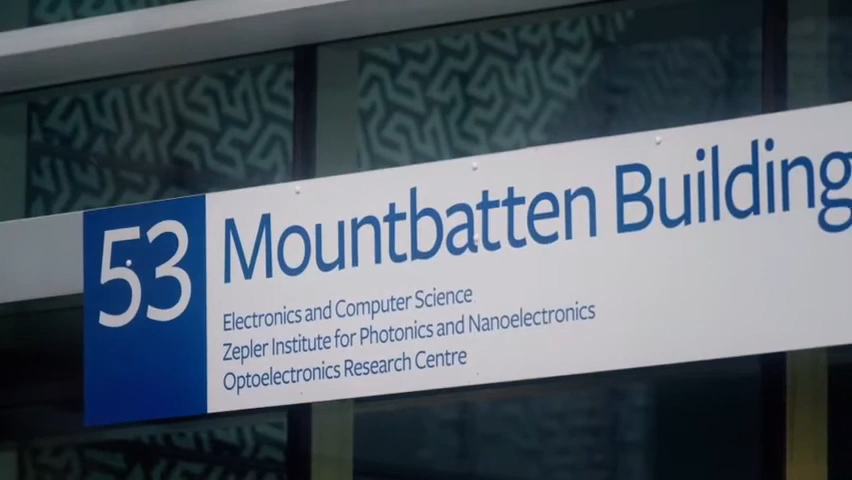 53 Mountbatten Building
Electronics and Computer Science
Zepler Institute for Photonics and Nanoelectronics
Optoelectronics Research Centre